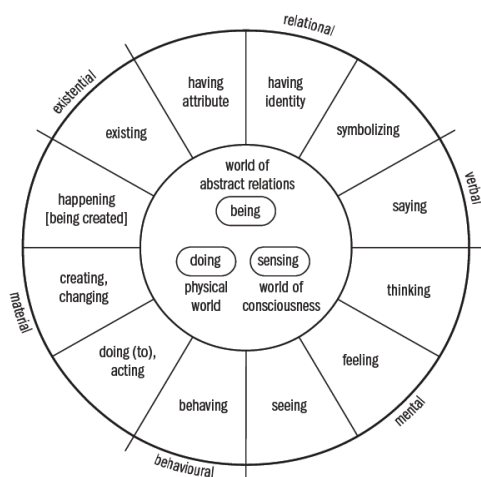 relational
existential
verbal
material
mental
behavioural
having
attribute
having
identity
symbolizing
saying
thinking
feeling
seeing
behaving
doing (to),
acting
creating,
changing
happening
[being created]
existing
world of
abstract relations
being
doing
physical
world
sensing
world of
consciousness